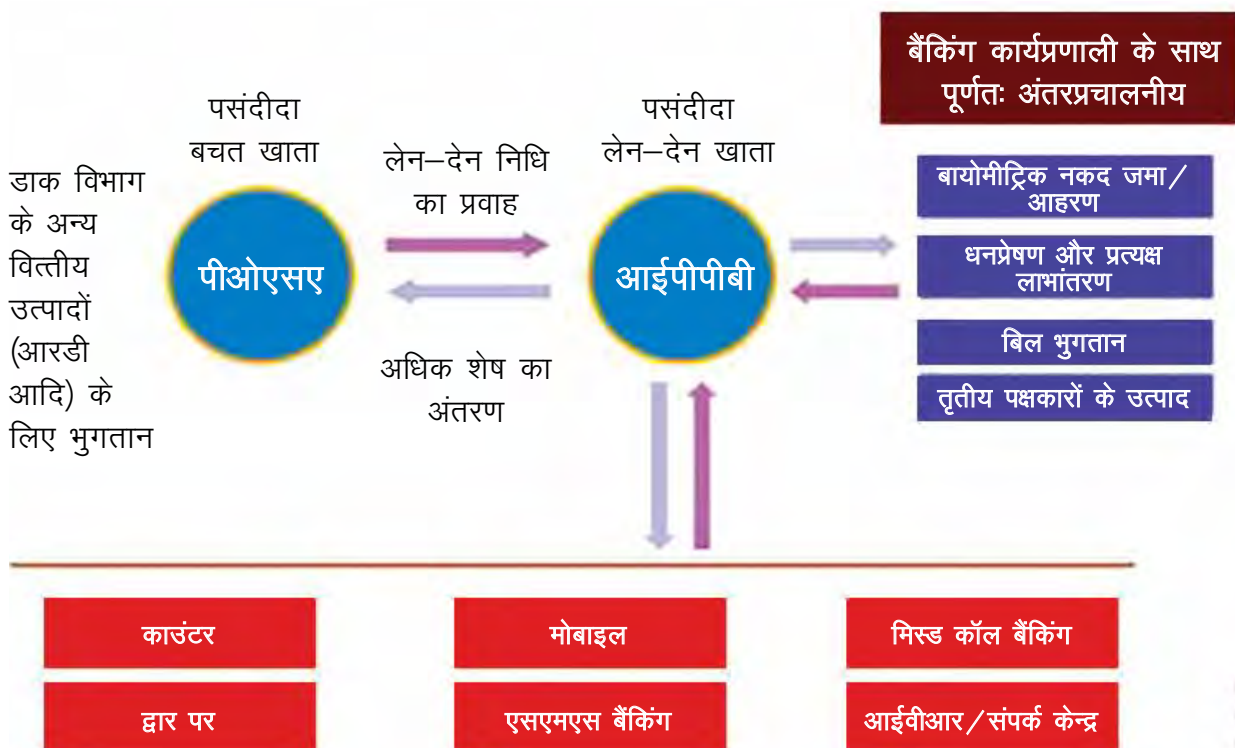 बैंकिंग कार्यप्रणाली के साथ
पूर्णतः अंतरप्रचालनीय
पसंदीदा
बचत खाता
लेन–देन निधि
का प्रवाह
पसंदीदा
लेन–देन खाता
डाक विभाग
के अन्य
वित्तीय
उत्पादों
(आरडी
आदि) के
लिए भुगतान
पीओएसए
आईपीपीबी
अधिक शेष का
अंतरण
बायोमीट्रिक नकद जमा/
आहरण
धनप्रेषण और प्रत्यक्ष
लाभांतरण
बिल भुगतान
तृतीय पक्षकारों के उत्पाद
काउंटर
मोबाइल
मिस्ड कॉल बैंकिंग
द्वार पर
एसएमएस बैंकिंग
आईवीआर/संपर्क केन्द्र